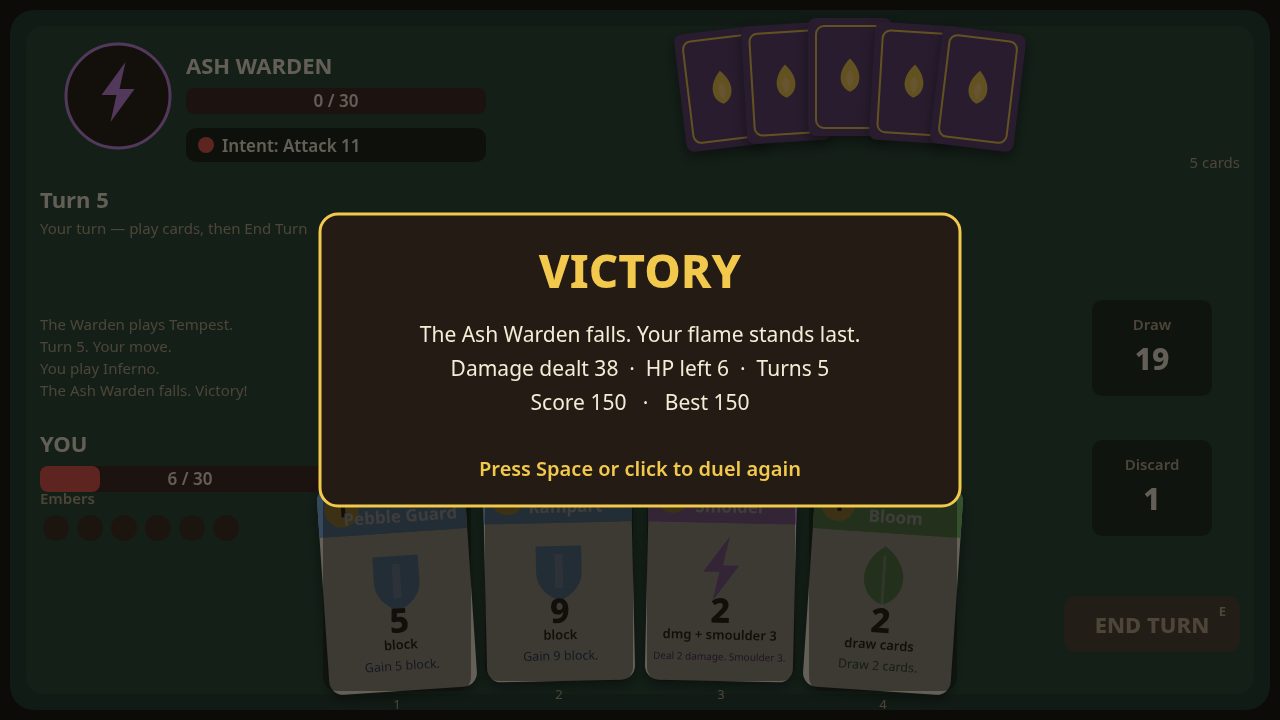 ASH WARDEN
0 / 30
Intent: Attack 11
5 cards
Turn 5
Your turn — play cards, then End Turn
VICTORY
The Ash Warden falls. Your flame stands last.
Damage dealt 38 · HP left 6 · Turns 5
Score 150 · Best 150
Press Space or click to duel again
The Warden plays Tempest.
Turn 5. Your move.
You play Inferno.
The Ash Warden falls. Victory!
Draw
19
Discard
1
YOU
6 / 30
Embers
Pebble Guard
5
block
Gain 5 block.
1
Rampart
9
block
Gain 9 block.
2
Smolder
2
dmg + smoulder 3
Deal 2 damage. Smoulder 3.
3
Bloom
2
draw cards
Draw 2 cards.
4
END TURN
E